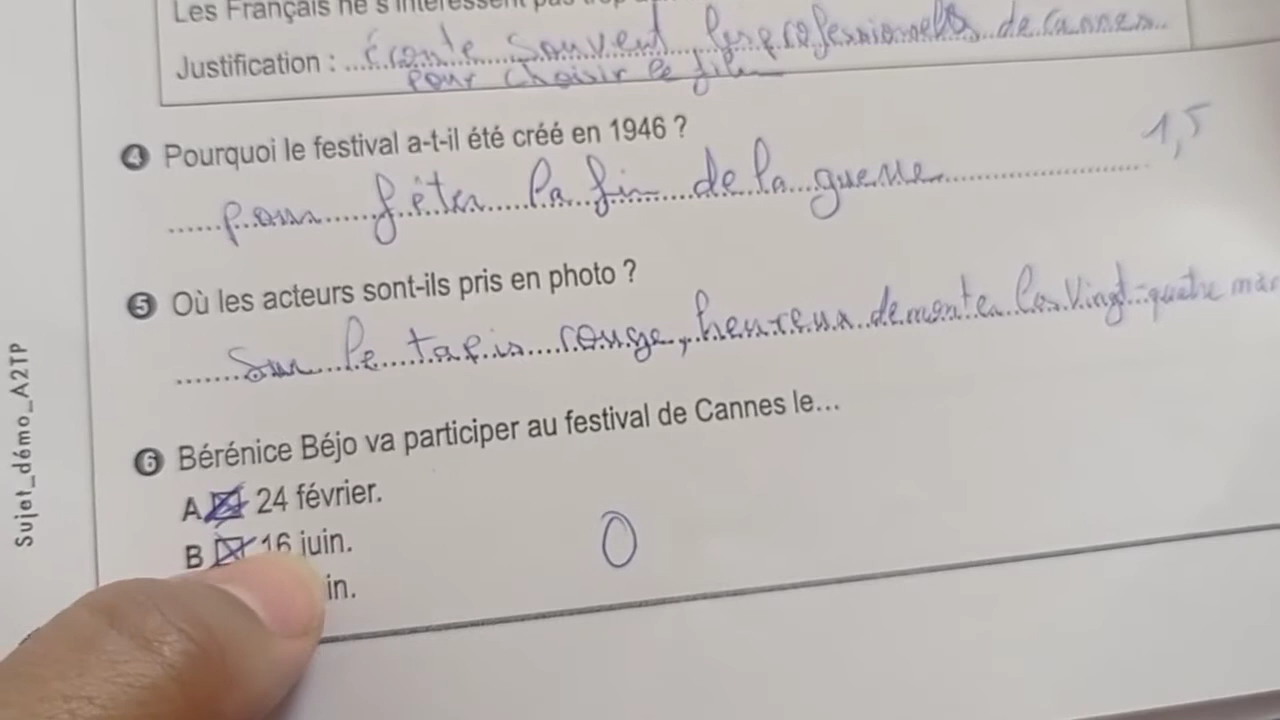 Les Français ne s'intéressent pas trop
Justification : écoute souvent les professionnels de Cannes
pour choisir le film
4 Pourquoi le festival a-t-il été créé en 1946 ?
1,5
pour fêter la fin de la guerre
5 Où les acteurs sont-ils pris en photo ?
Sur le tapis rouge, heureux de monter les Vingt-quatre mar
6 Bérénice Béjo va participer au festival de Cannes le...
A 24 février.
B 16 juin.
in.
0
Sujet_démo_A2TP